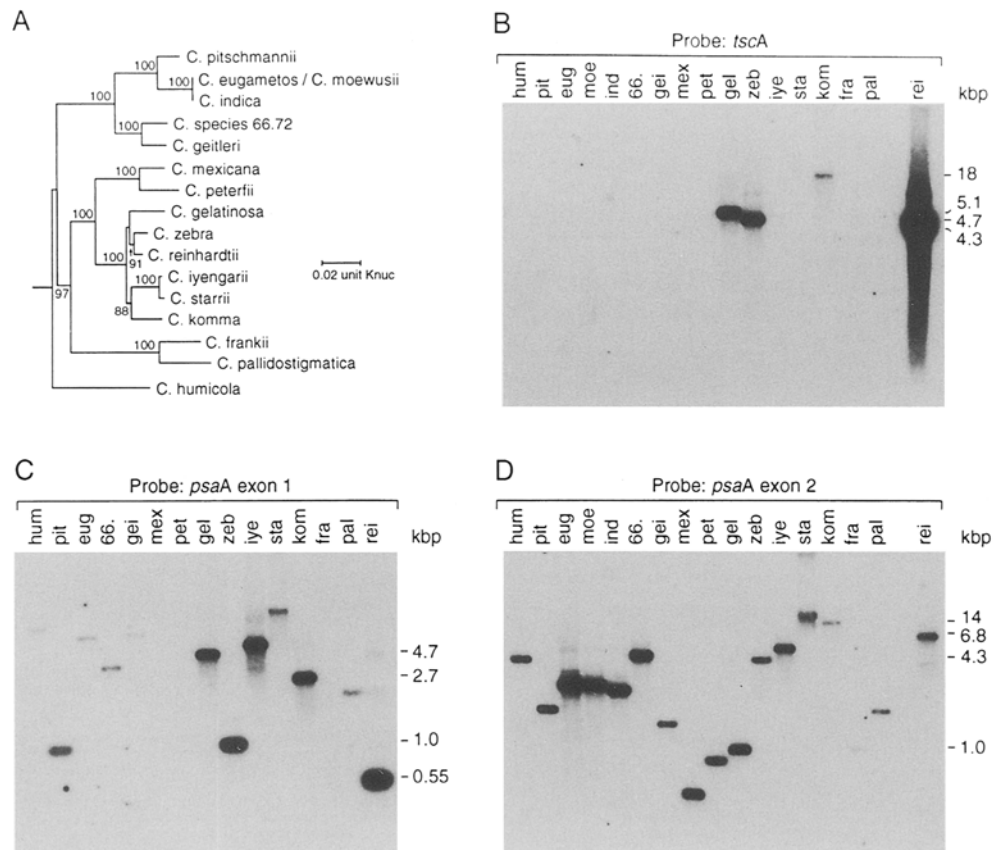 A
C. pitschmannii
C. eugametos / C. moewusii
C. indica
C. species 66.72
C. geitleri
C. mexicana
C. peterfii
C. gelatinosa
C. zebra
C. reinhardtii
C. iyengarii
C. starrii
C. komma
C. frankii
C. pallidostigmatica
C. humicola
100
100
100
100
100
100
100
91
100
88
97
100
0.02 unit Knuc
B
Probe: tscA
hum pit eug moe ind 66. gei mex pet gel zeb iye sta kom fra pal rei
kbp
18
5.1
4.7
4.3
C
Probe: psaA exon 1
hum pit eug 66. gei mex pet gel zeb iye sta kom fra pal rei
kbp
4.7
2.7
1.0
0.55
D
Probe: psaA exon 2
hum pit eug moe ind 66. gei mex pet gel zeb iye sta kom fra pal rei
kbp
14
6.8
4.3
1.0